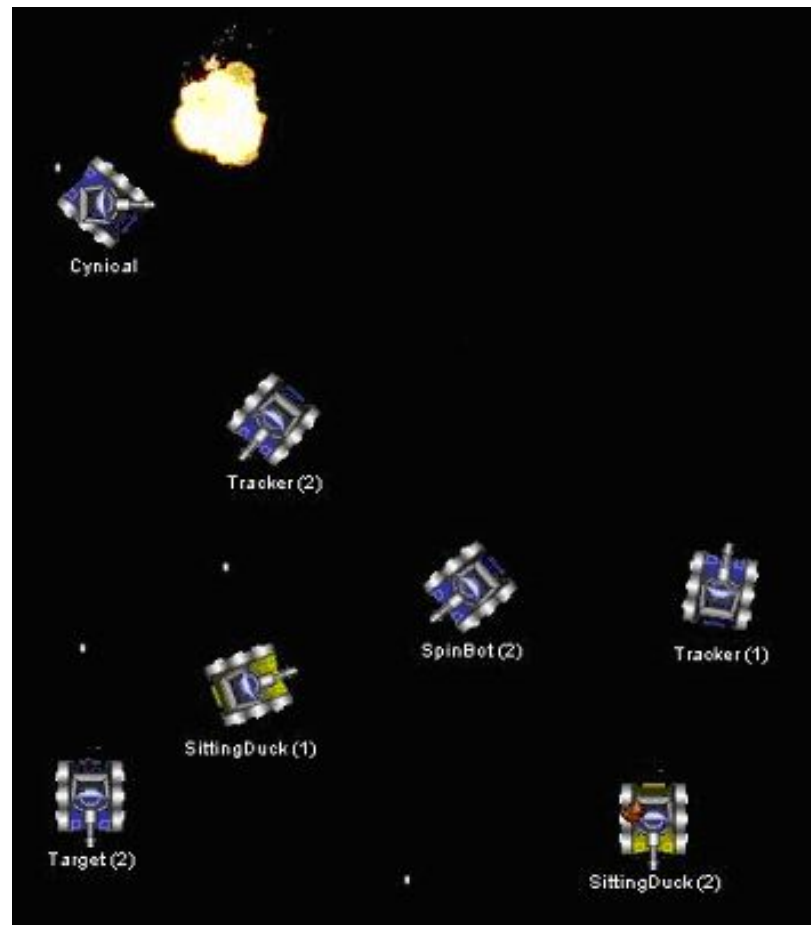 Cynical
Tracker (2)
SpinBot (2)
Tracker (1)
SittingDuck (1)
Target (2)
SittingDuck (2)